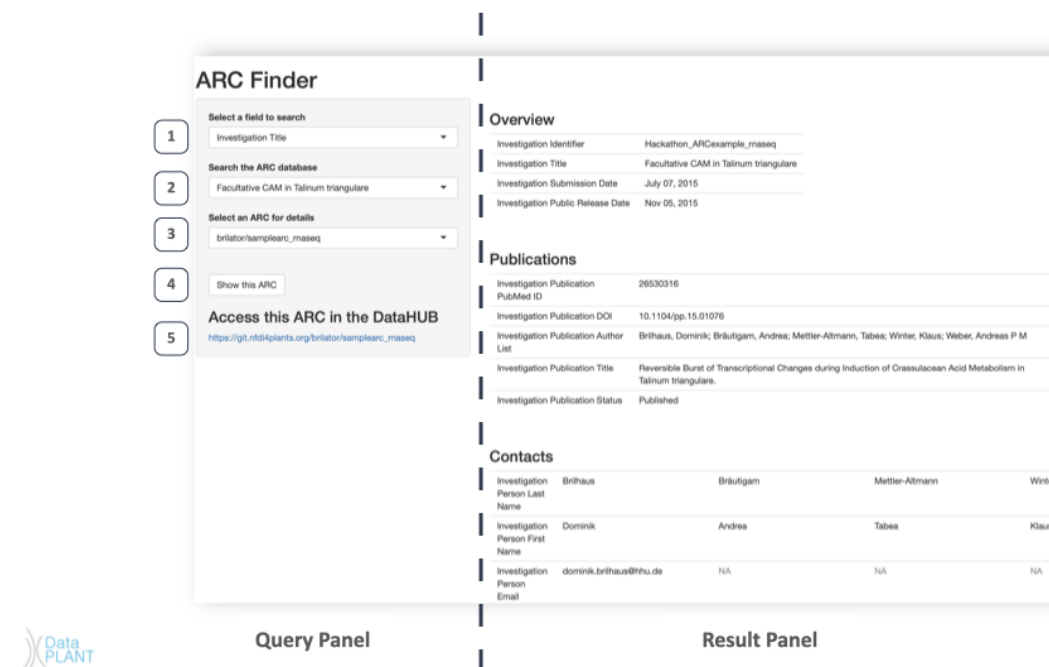 ARC Finder
Select a field to search
1
Investigation Title
Search the ARC database
2
Facultative CAM in Talinum triangulare
Select an ARC for details
3
brilator/samplearc_rnaseq
4
Show this ARC
Access this ARC in the DataHUB
5
https://git.nfdi4plants.org/brilator/samplearc_rnaseq
Overview
Investigation Identifier Hackathon_ARCexample_rnaseq
Investigation Title Facultative CAM in Talinum triangulare
Investigation Submission Date July 07, 2015
Investigation Public Release Date Nov 05, 2015
Publications
Investigation Publication PubMed ID 26530316
Investigation Publication DOI 10.1104/pp.15.01076
Investigation Publication Author List Brilhaus, Dominik; Bräutigam, Andrea; Mettler-Altmann, Tabea; Winter, Klaus; Weber, Andreas P M
Investigation Publication Title Reversible Burst of Transcriptional Changes during Induction of Crassulacean Acid Metabolism in
Talinum triangulare.
Investigation Publication Status Published
Contacts
Investigation Person Last Name Brilhaus Bräutigam Mettler-Altmann Wint
Investigation Person First Name Dominik Andrea Tabea Klaus
Investigation Person Email dominik.brilhaus@hhu.de NA NA NA
Query Panel
Result Panel
Data
PLANT